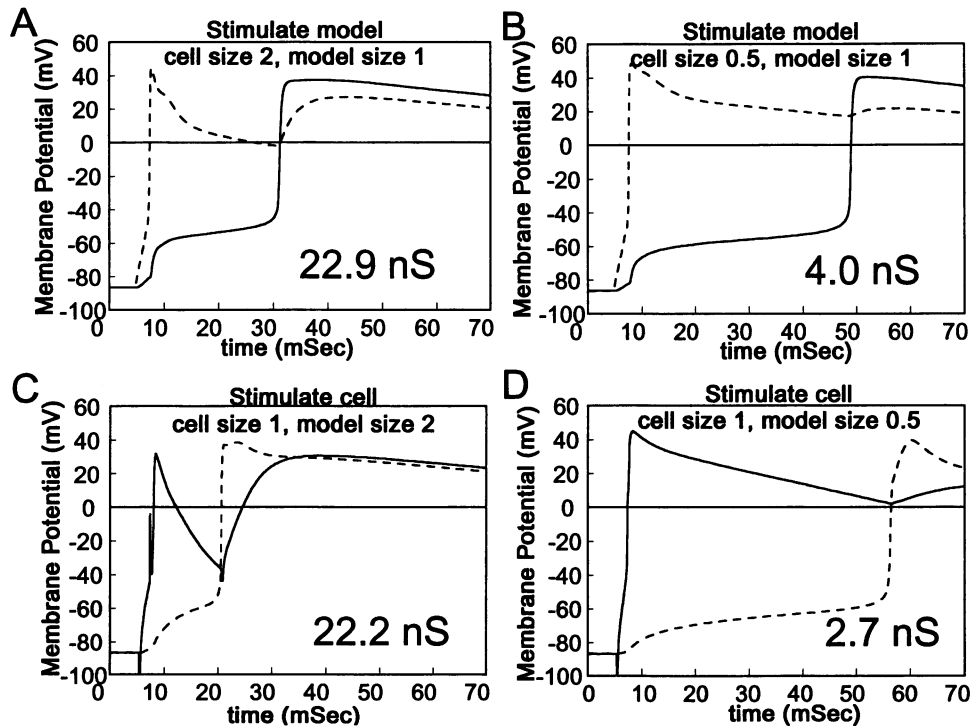 A
Stimulate model
cell size 2, model size 1
Membrane Potential (mV)
60
40
20
0
-20
-40
-60
-80
-100
22.9 nS
0 10 20 30 40 50 60 70
time (mSec)
B
Stimulate model
cell size 0.5, model size 1
Membrane Potential (mV)
60
40
20
0
20
-40
-60
-80
-100
4.0 nS
0 10 20 30 40 50 60 70
time (mSec)
C
Stimulate cell
cell size 1, model size 2
Membrane Potential (mV)
60
40
20
0
-20
-40
-60
-80
-100
22.2 nS
0 10 20 30 40 50 60 70
time (mSec)
D
Stimulate cell
cell size 1, model size 0.5
Membrane Potential (mV)
60
40
20
0
-20
-40
-60
-80
-100
2.7 nS
0 10 20 30 40 50 60 70
time (mSec)